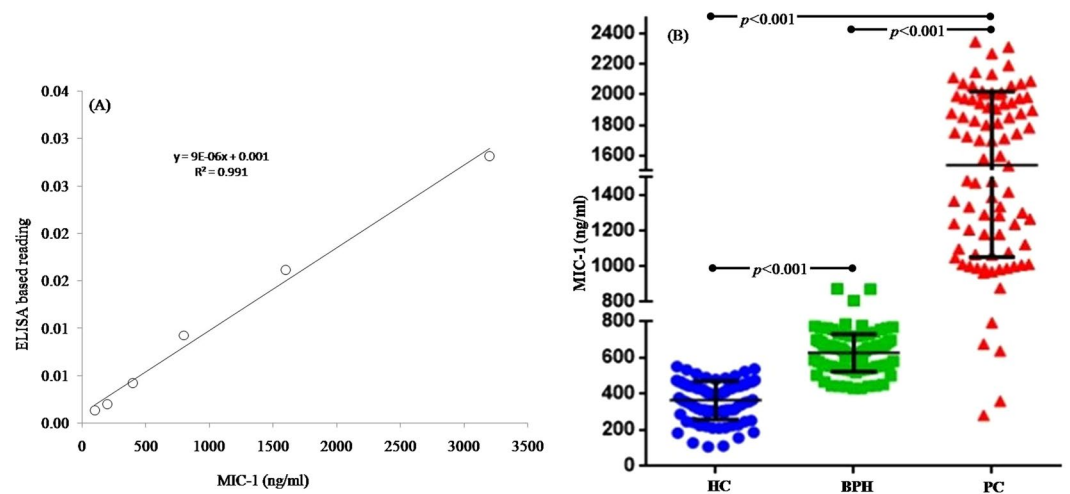 (A)
0.04
0.03
0.03
0.02
0.02
0.01
0.01
0.00
ELISA based reading
y = 9E-06x + 0.001
R² = 0.991
0
500
1000
1500
2000
2500
3000
3500
MIC-1 (ng/ml)
(B)
p<0.001
p<0.001
p<0.001
2400
2200
2000
1800
1600
1400
1200
1000
800
800
600
400
200
0
MIC-1 (ng/ml)
HC
BPH
PC